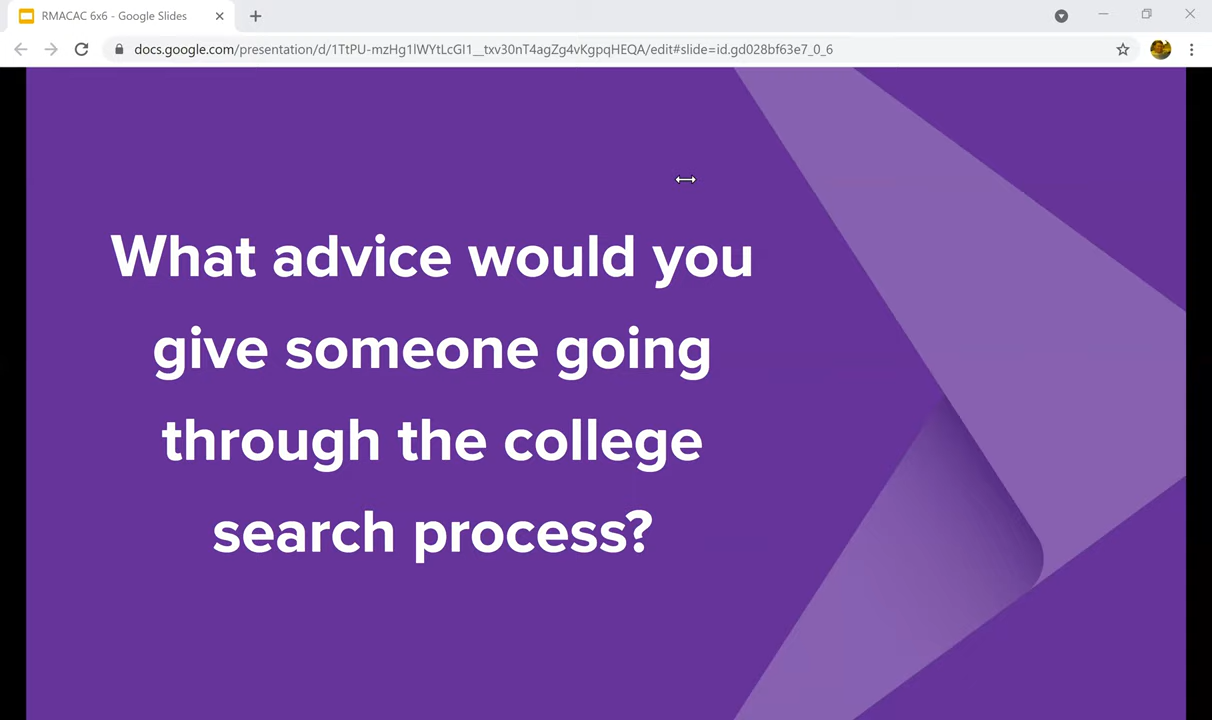 RMACAC 6x6 - Google Slides
docs.google.com/presentation/d/1TtPU-mzHg1lWYtLcGI1__txv30nT4agZg4vKgpqHEQA/edit#slide=id.gd028bf63e7_0_6
What advice would you
give someone going
through the college
search process?